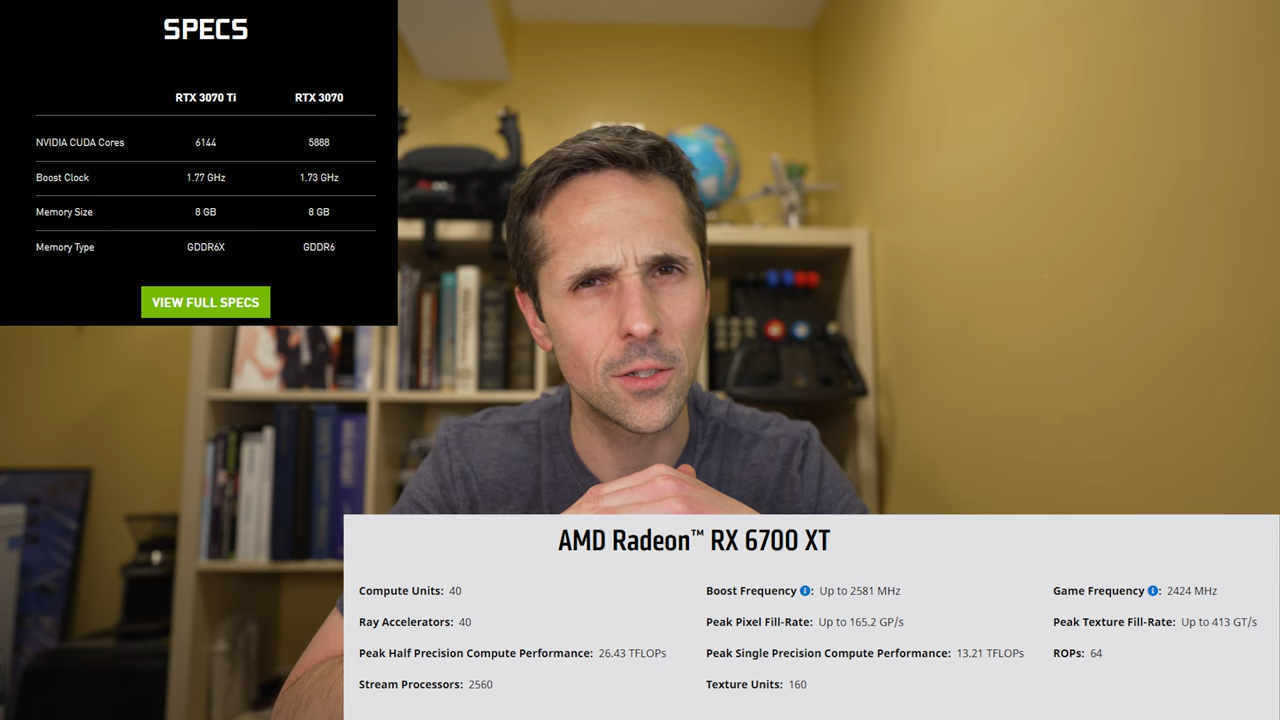 SPECS
RTX 3070 Ti RTX 3070
NVIDIA CUDA Cores 6144 5888
Boost Clock 1.77 GHz 1.73 GHz
Memory Size 8 GB 8 GB
Memory Type GDDR6X GDDR6
VIEW FULL SPECS
AMD Radeon™ RX 6700 XT
Compute Units: 40 Boost Frequency i: Up to 2581 MHz Game Frequency i: 2424 MHz
Ray Accelerators: 40 Peak Pixel Fill-Rate: Up to 165.2 GP/s Peak Texture Fill-Rate: Up to 413 GT/s
Peak Half Precision Compute Performance: 26.43 TFLOPs Peak Single Precision Compute Performance: 13.21 TFLOPs ROPs: 64
Stream Processors: 2560 Texture Units: 160